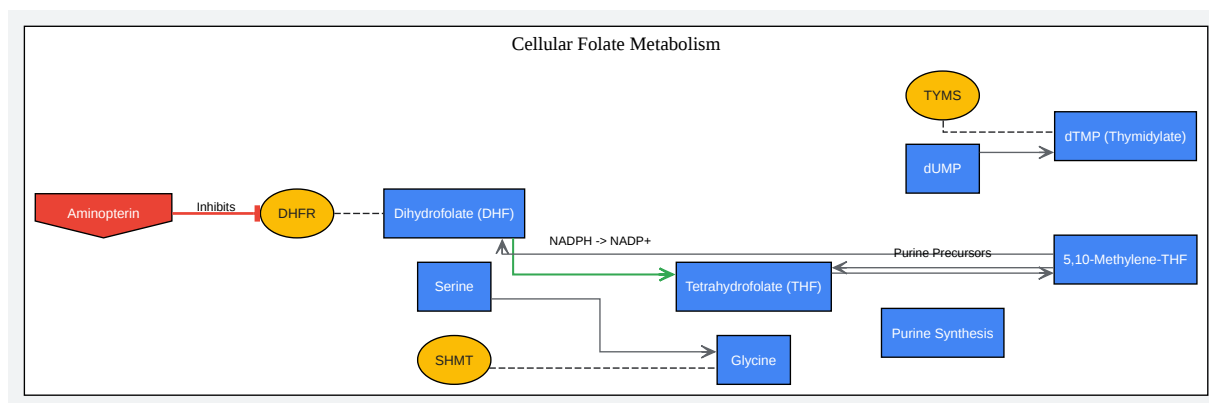 Cellular Folate Metabolism
TYMS
dTMP (Thymidylate)
dUMP
Aminopterin
Inhibits
DHFR
Dihydrofolate (DHF)
NADPH -> NADP+
Purine Precursors
5,10-Methylene-THF
Serine
Tetrahydrofolate (THF)
Purine Synthesis
SHMT
Glycine